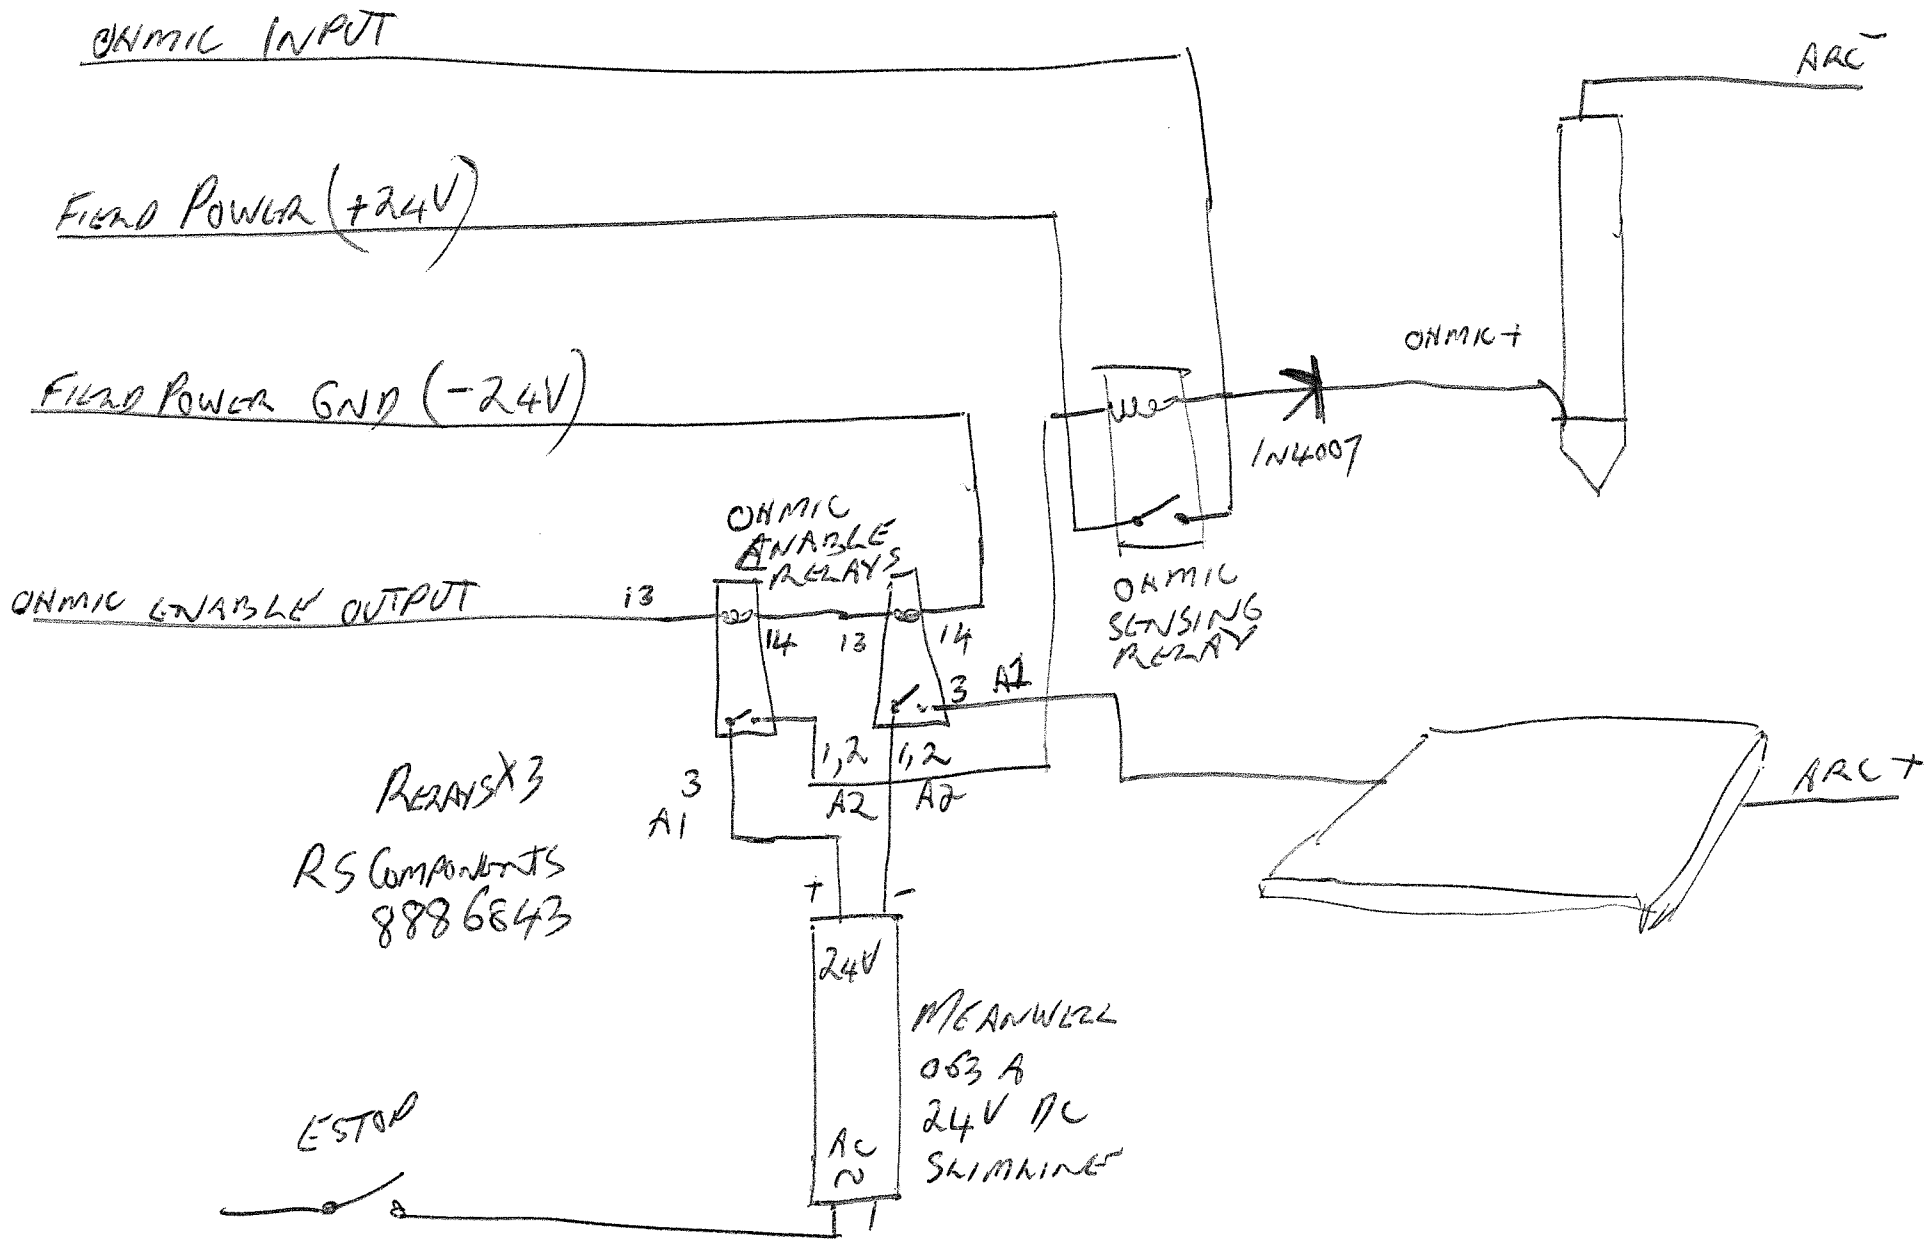 OHMIC INPUT
ARC -
FIELD POWER (+24V)
OHMIC +
FIELD POWER GND (-24V)
1N4007
OHMIC
ENABLE
RELAYS
OHMIC
SENSING
RELAY
OHMIC ENABLE OUTPUT
13
14
13
14
3
A1
1,2
1,2
A2
A2
3
A1
ARC +
RELAYS X3
RS COMPONENTS
8886843
+
-
24V
MEANWELL
063 A
24V DC
SLIMLINE
AC
~
ESTOP